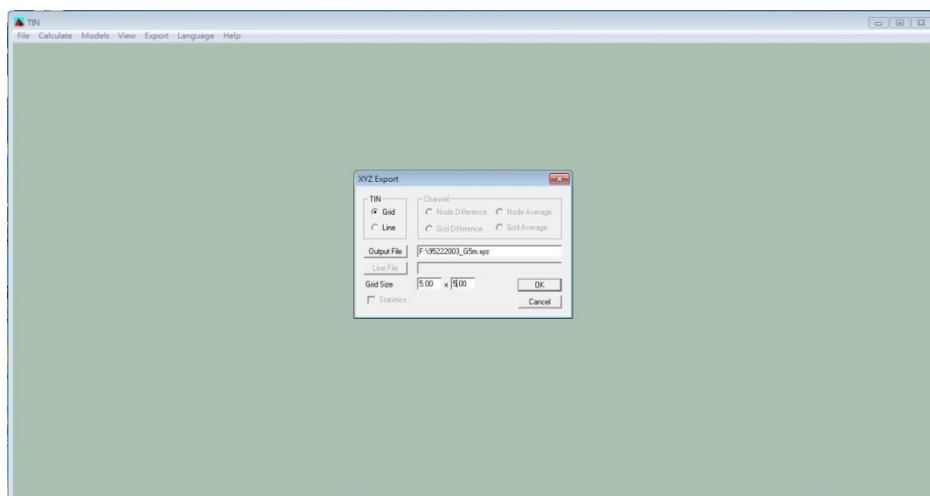 TIN
File Calculate Models View Export Language Help
XYZ Export
TIN
Grid
Line
Channel
Node Difference Node Average
Grid Difference Grid Average
Output File F:\95222003_G5m.xyz
Line File
Grid Size 5.00 x 5.00 OK
Statistics Cancel